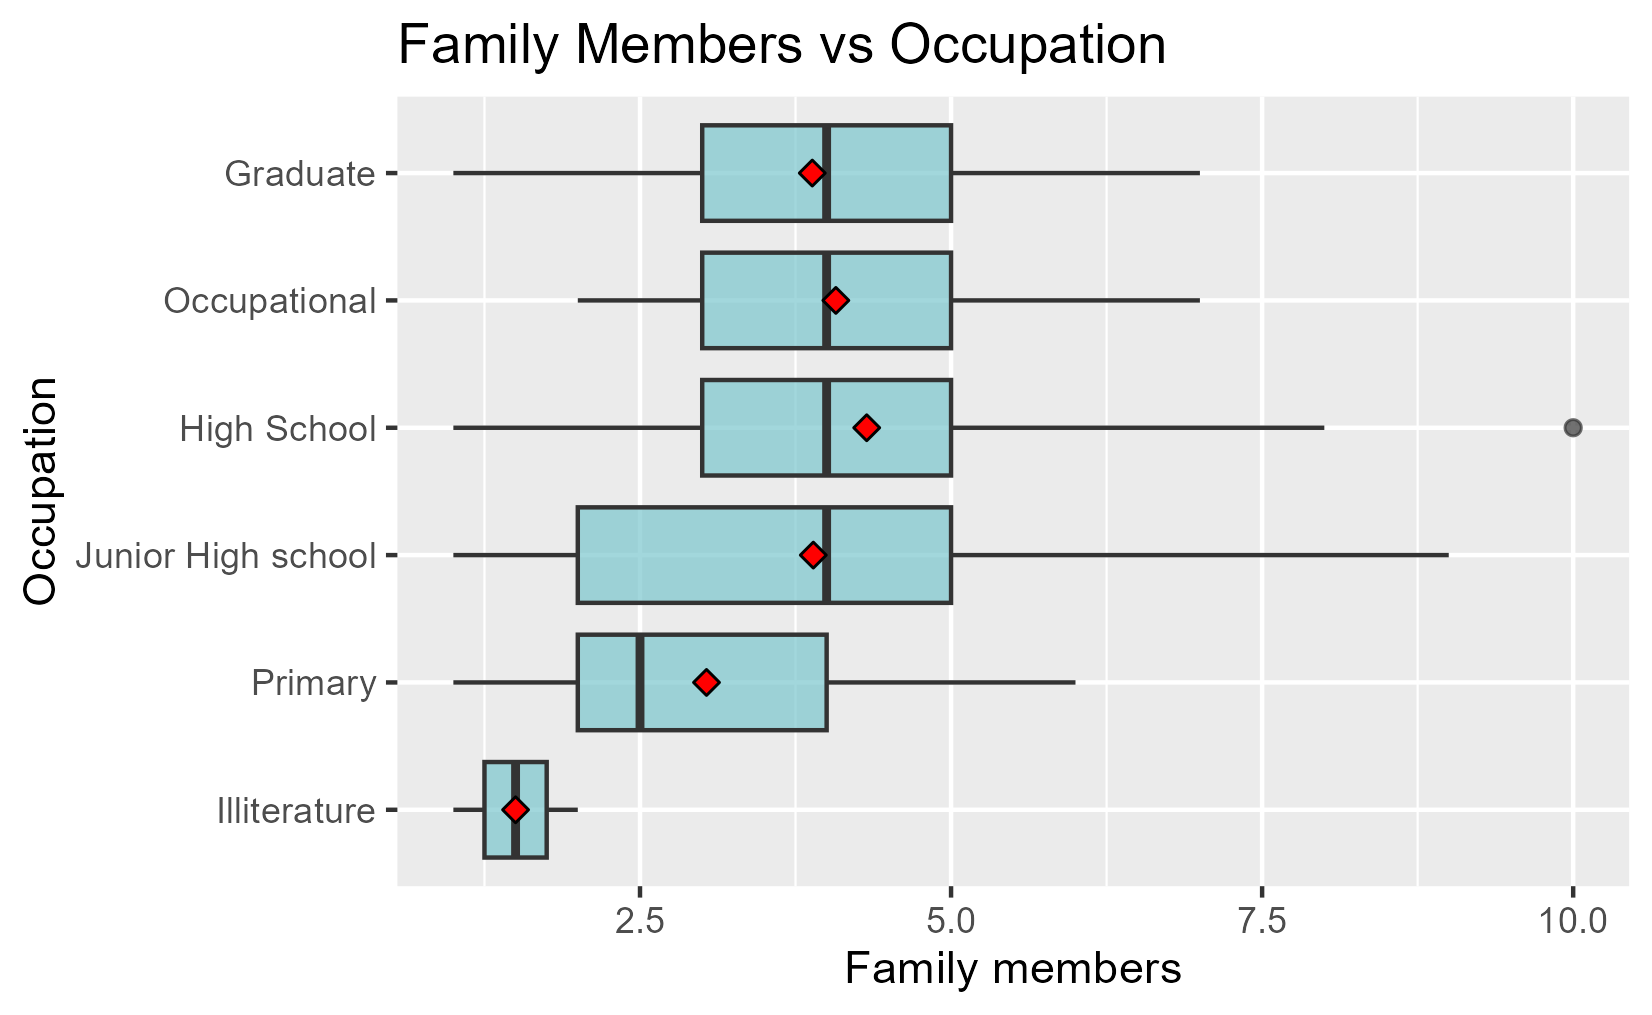 Family Members vs Occupation
Graduate
Occupational
High School
Junior High school
Primary
Illiterature
Occupation
2.5 5.0 7.5 10.0
Family members